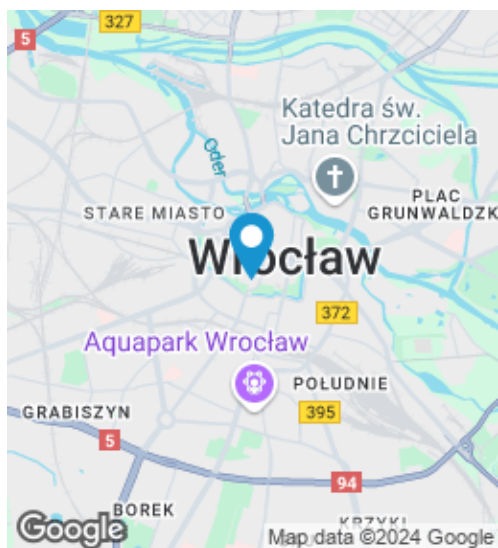 327
5
Katedra św.
Jana Chrzciciela
Oder
PLAC
GRUNWALDZK
STARE MIASTO
Wrocław
372
Aquapark Wrocław
POŁUDNIE
GRABISZYN
395
5
94
BOREK
KRZYKI
Google
Map data ©2024 Google